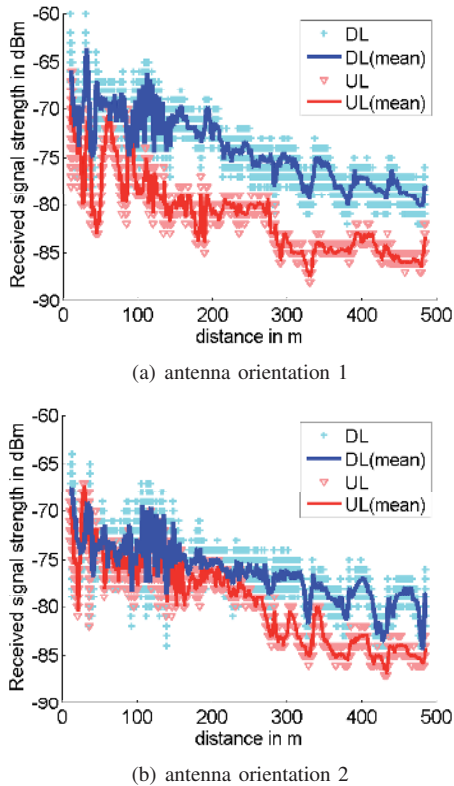 -60
-65
-70
-75
-80
-85
-90
Received signal strength in dBm
DL
DL(mean)
UL
UL(mean)
0 100 200 300 400 500
distance in m
(a) antenna orientation 1
-60
-65
-70
-75
-80
-85
-90
Received signal strength in dBm
DL
DL(mean)
UL
UL(mean)
0 100 200 300 400 500
distance in m
(b) antenna orientation 2